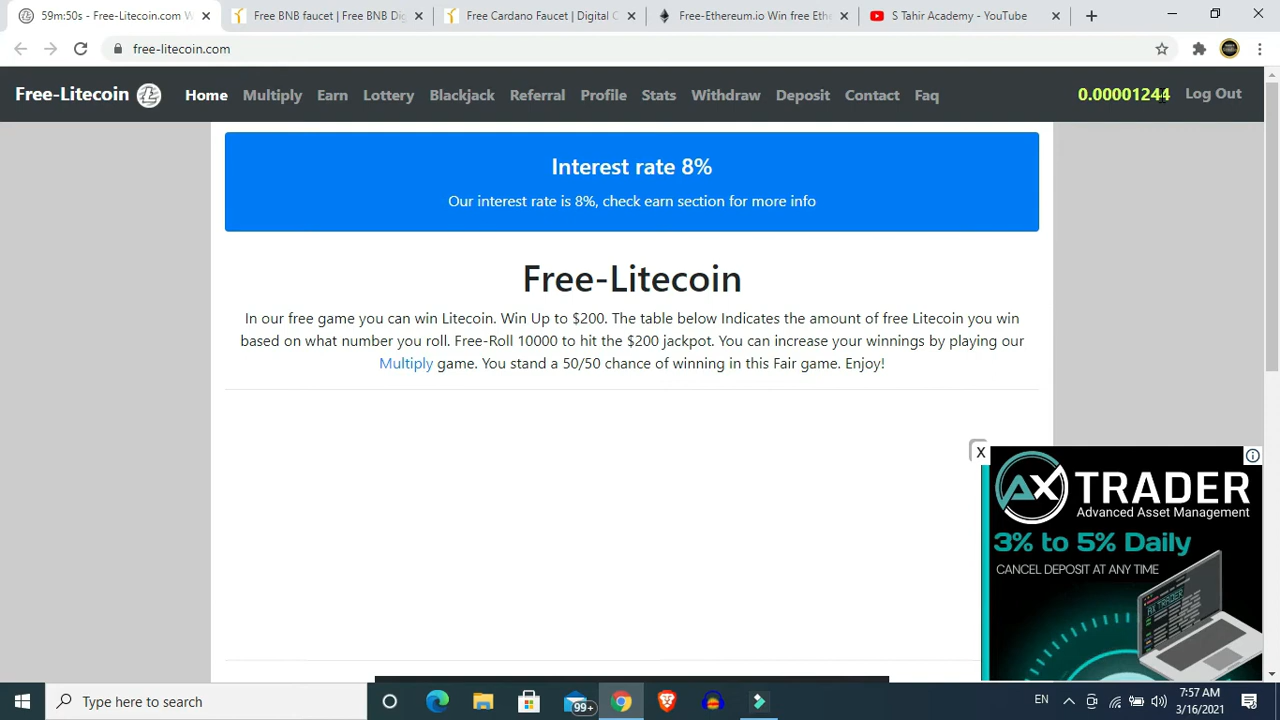 59m:50s - Free-Litecoin.com W
Free BNB faucet | Free BNB Dig
Free Cardano Faucet | Digital C
Free-Ethereum.io Win free Ethe
S Tahir Academy - YouTube
free-litecoin.com
Free-Litecoin
Home
Multiply
Earn
Lottery
Blackjack
Referral
Profile
Stats
Withdraw
Deposit
Contact
Faq
0.00001244
Log Out
Interest rate 8%
Our interest rate is 8%, check earn section for more info
Free-Litecoin
In our free game you can win Litecoin. Win Up to $200. The table below Indicates the amount of free Litecoin you win
based on what number you roll. Free-Roll 10000 to hit the $200 jackpot. You can increase your winnings by playing our
Multiply game. You stand a 50/50 chance of winning in this Fair game. Enjoy!
X
AX TRADER
Advanced Asset Management
3% to 5% Daily
CANCEL DEPOSIT AT ANY TIME
Type here to search
99+
EN
7:57 AM
3/16/2021